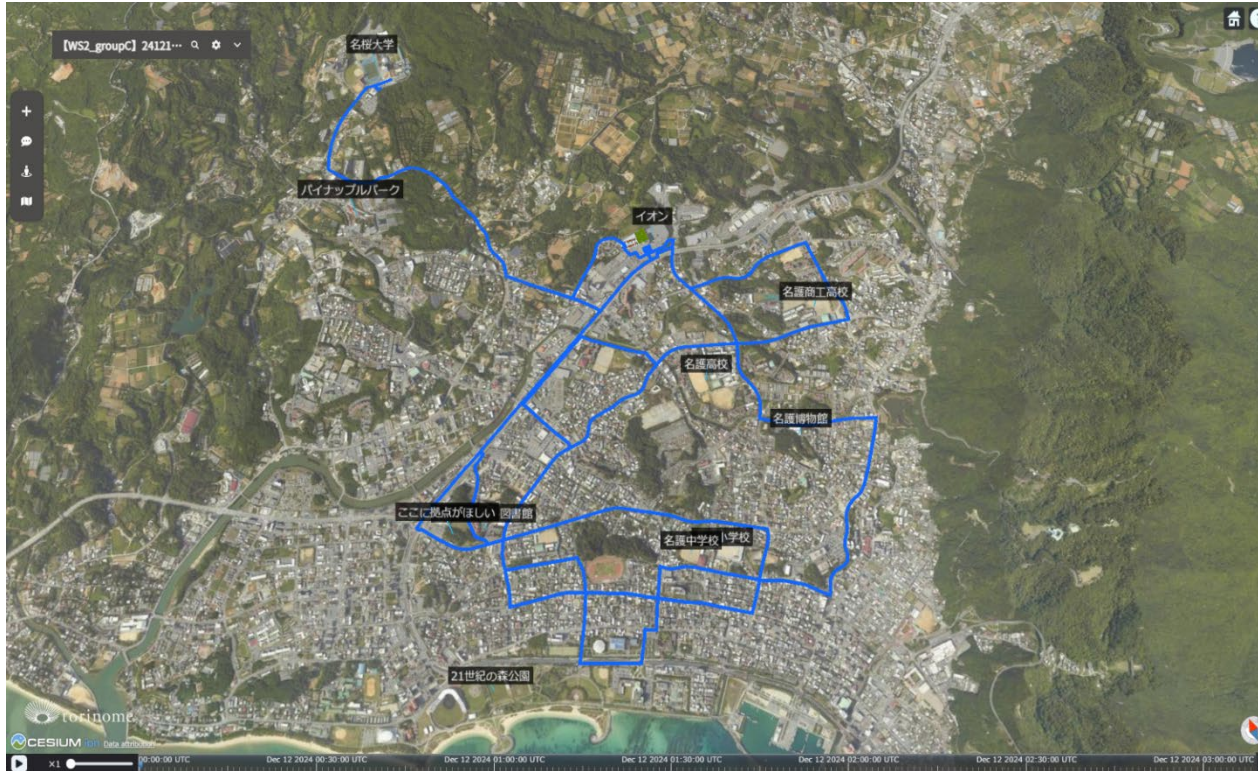 【WS2_groupC】24121…
名桜大学
パイナップルパーク
イオン
名護商工高校
名護高校
名護博物館
ここに拠点がほしい
図書館
名護中学校
小学校
21世紀の森公園
torinome
CESIUM ion Data attribution
×1
00:00:00 UTC
Dec 12 2024 00:30:00 UTC
Dec 12 2024 01:00:00 UTC
Dec 12 2024 01:30:00 UTC
Dec 12 2024 02:00:00 UTC
Dec 12 2024 02:30:00 UTC
Dec 12 2024 03:00:00 UTC